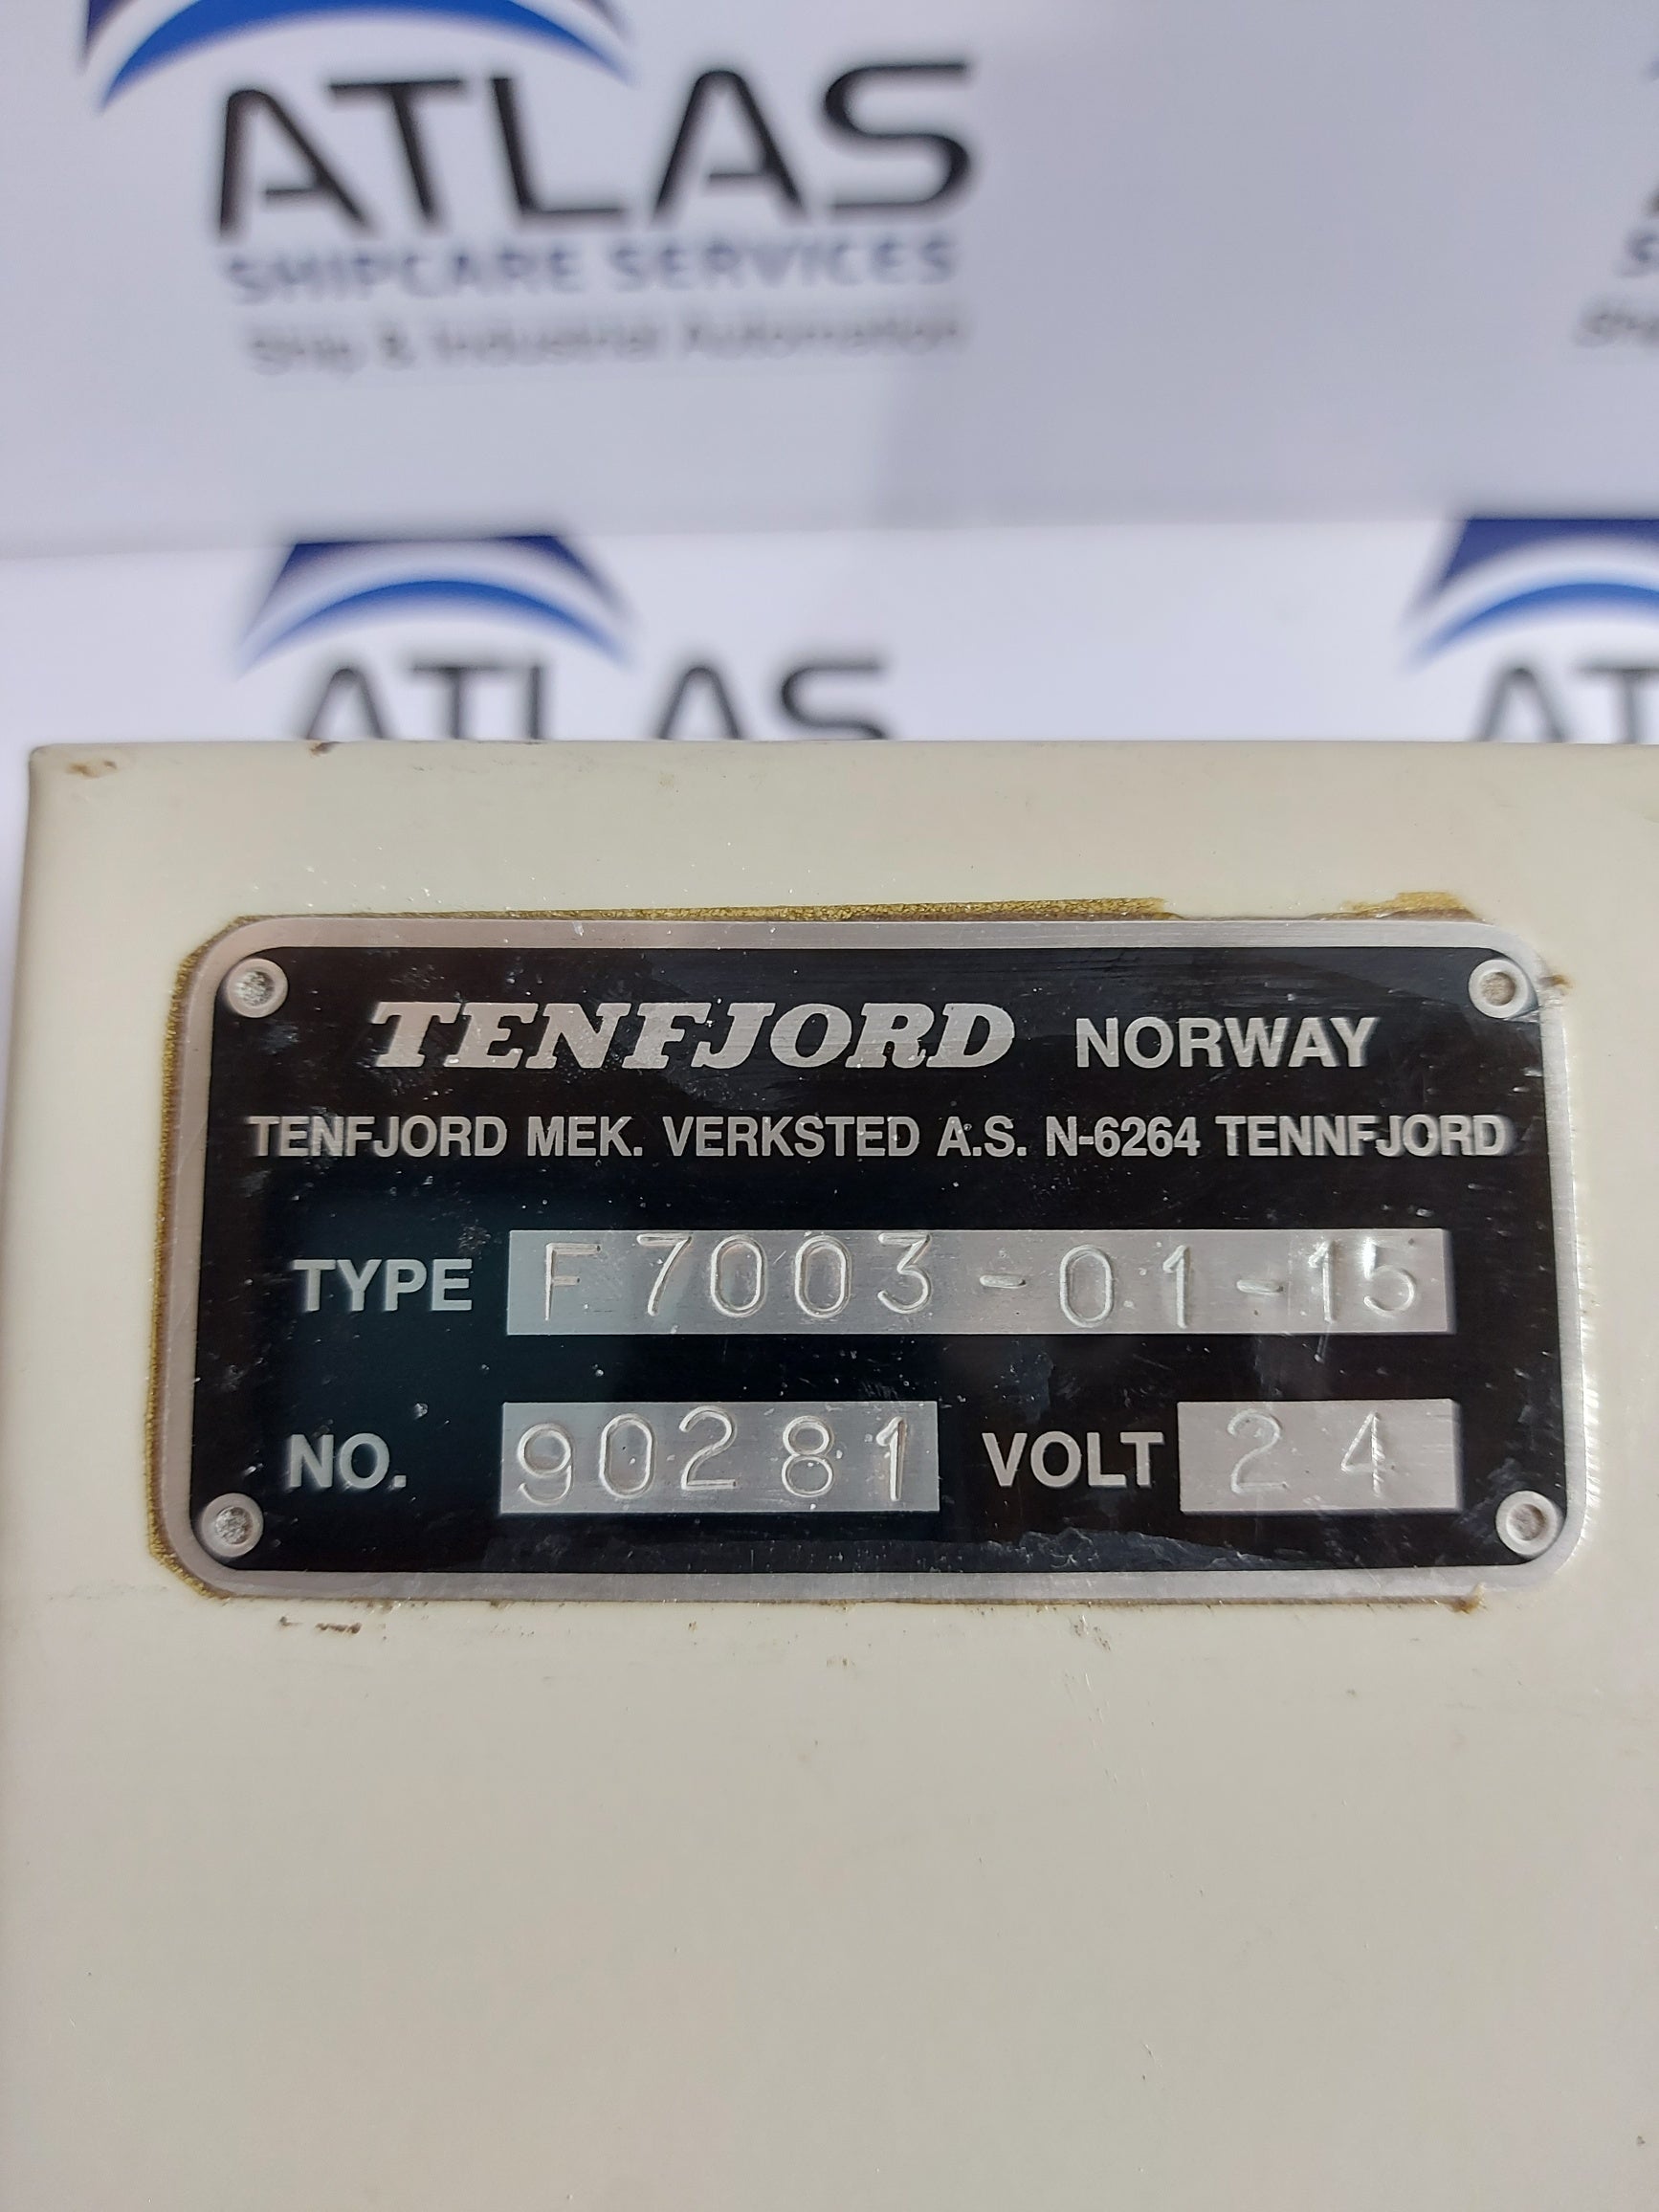 ATLAS
SHIPCARE SERVICES
Ship & Industrial Automation
ATLAS
TENFJORD NORWAY
TENFJORD MEK. VERKSTED A.S. N-6264 TENNFJORD
TYPE F7003-01-15
NO. 90281 VOLT 24